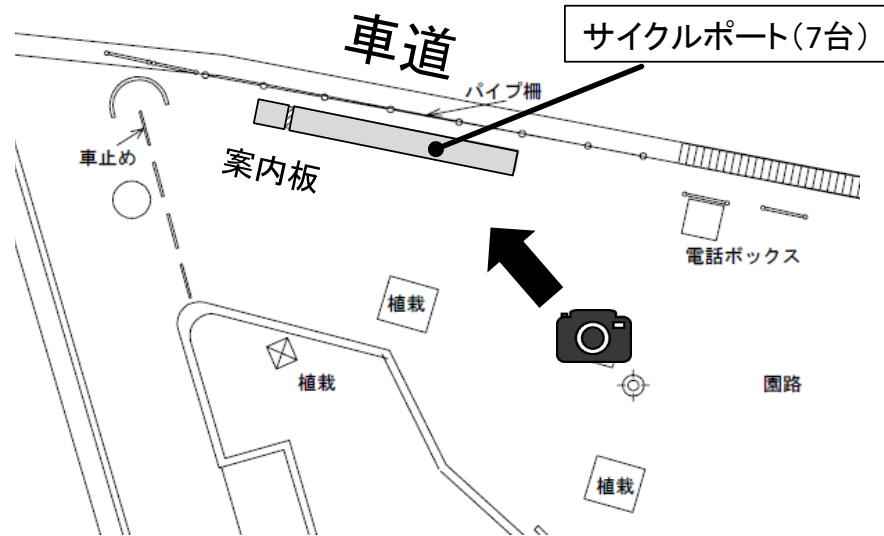 車道
サイクルポート(7台)
パイプ柵
車止め
案内板
電話ボックス
植栽
植栽
園路
植栽